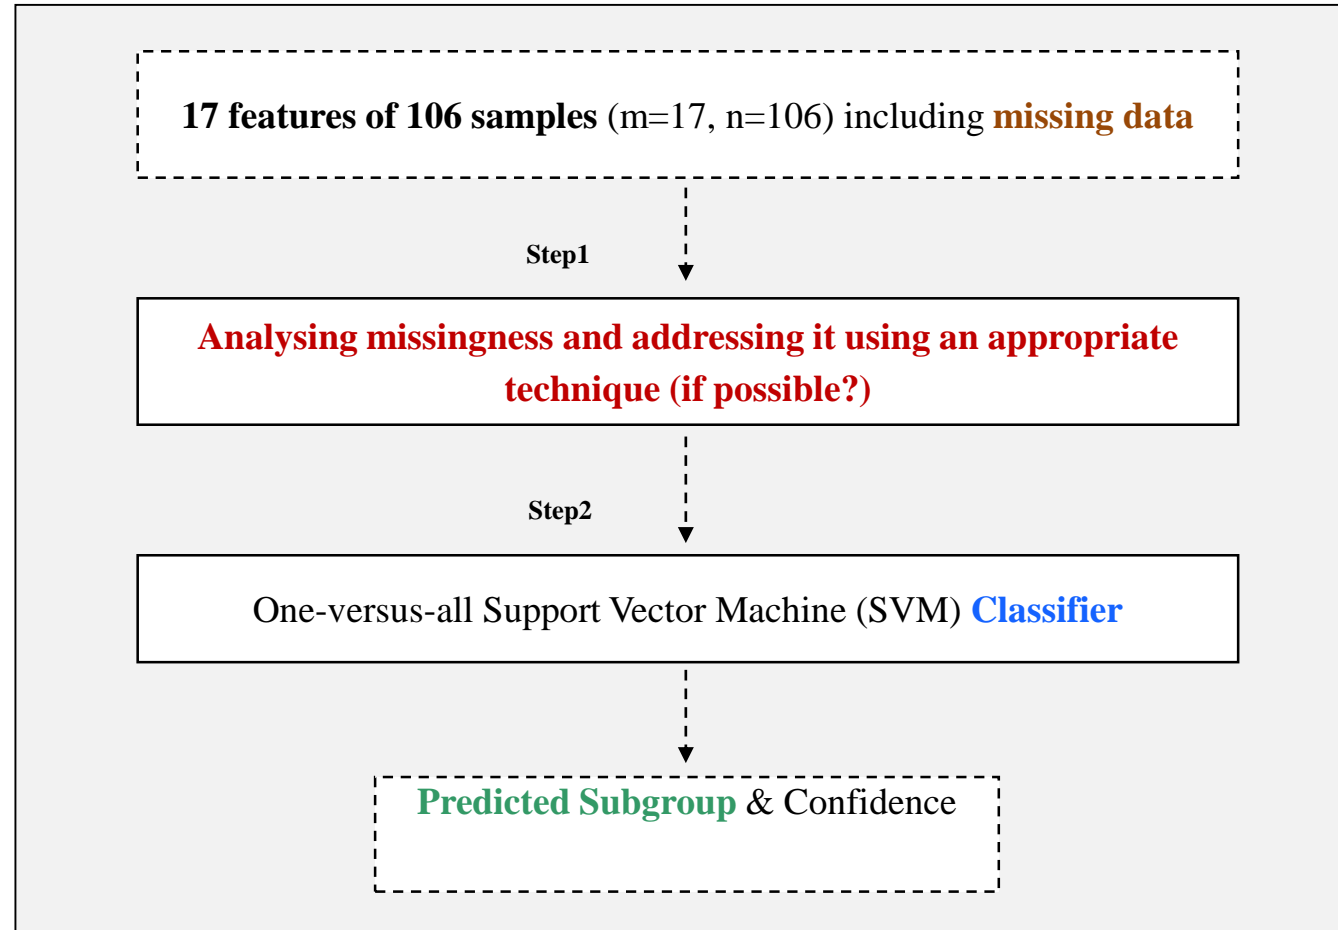 17 features of 106 samples (m=17, n=106) including missing data
Step1
Analysing missingness and addressing it using an appropriate
technique (if possible?)
Step2
One-versus-all Support Vector Machine (SVM) Classifier
Predicted Subgroup & Confidence